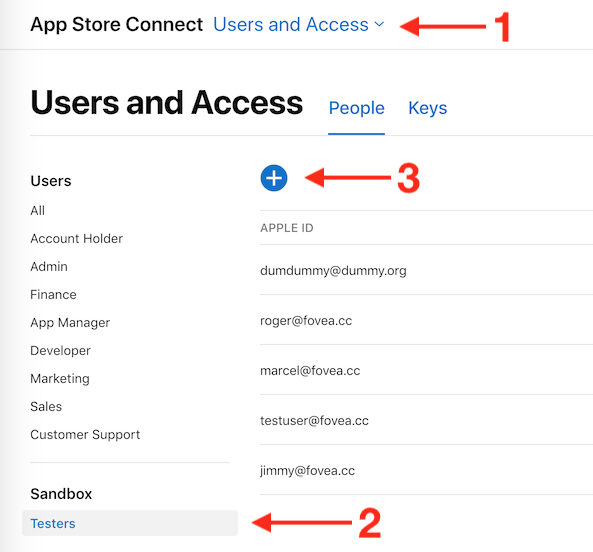 App Store Connect Users and Access 1
Users and Access People Keys
Users
All
Account Holder
Admin
Finance
App Manager
Developer
Marketing
Sales
Customer Support
Sandbox
Testers 2
+ 3
APPLE ID
dumdummy@dummy.org
roger@fovea.cc
marcel@fovea.cc
testuser@fovea.cc
jimmy@fovea.cc